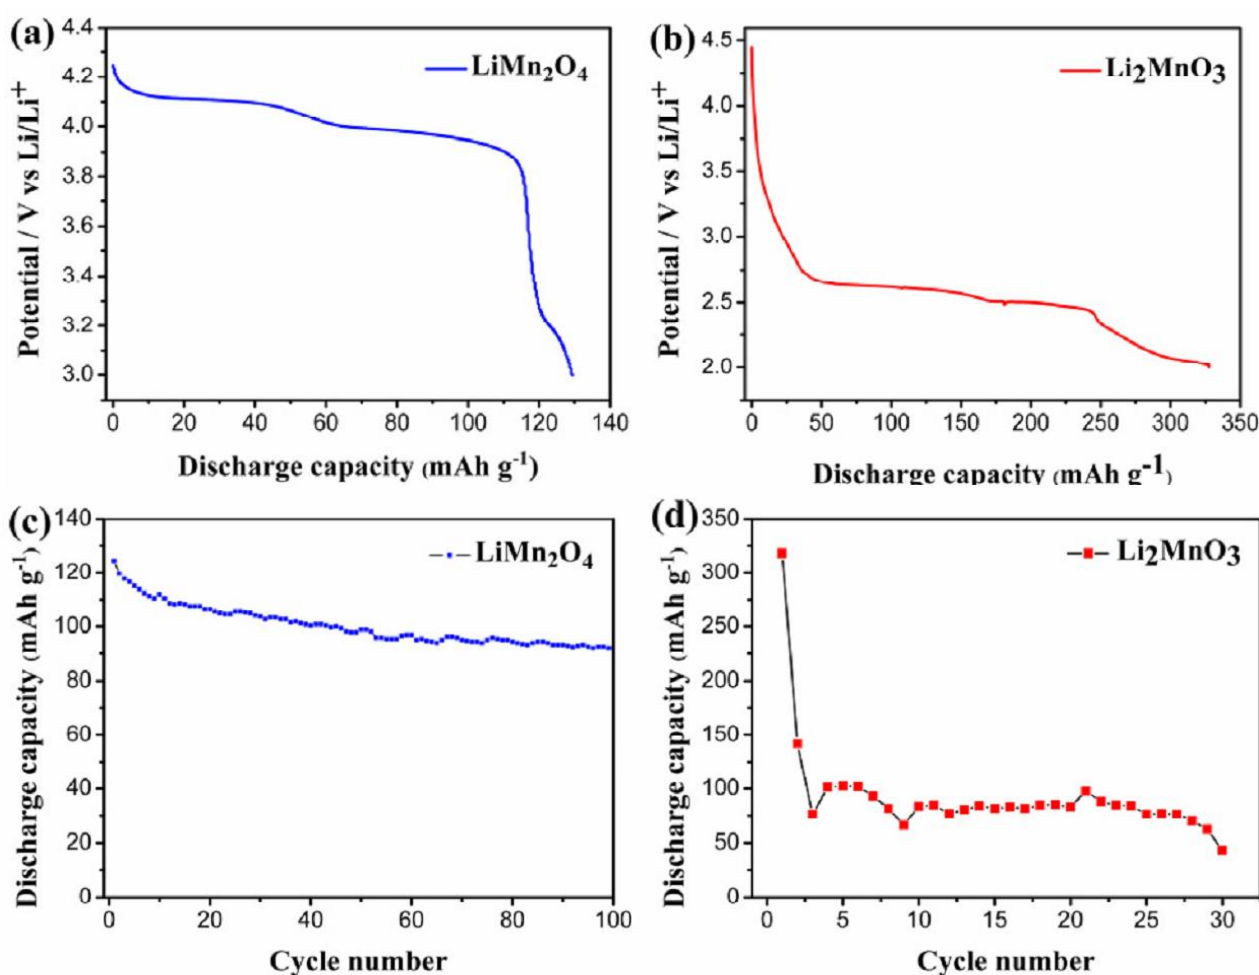 (a)
LiMn₂O₄
4.4
4.2
4.0
3.8
3.6
3.4
3.2
3.0
Potential / V vs Li/Li⁺
0 20 40 60 80 100 120 140
Discharge capacity (mAh g⁻¹)
(b)
Li₂MnO₃
4.5
4.0
3.5
3.0
2.5
2.0
Potential / V vs Li/Li⁺
0 50 100 150 200 250 300 350
Discharge capacity (mAh g⁻¹)
(c)
LiMn₂O₄
140
120
100
80
60
40
20
0
Discharge capacity (mAh g⁻¹)
0 20 40 60 80 100
Cycle number
(d)
Li₂MnO₃
350
300
250
200
150
100
50
0
Discharge capacity (mAh g⁻¹)
0 5 10 15 20 25 30
Cycle number